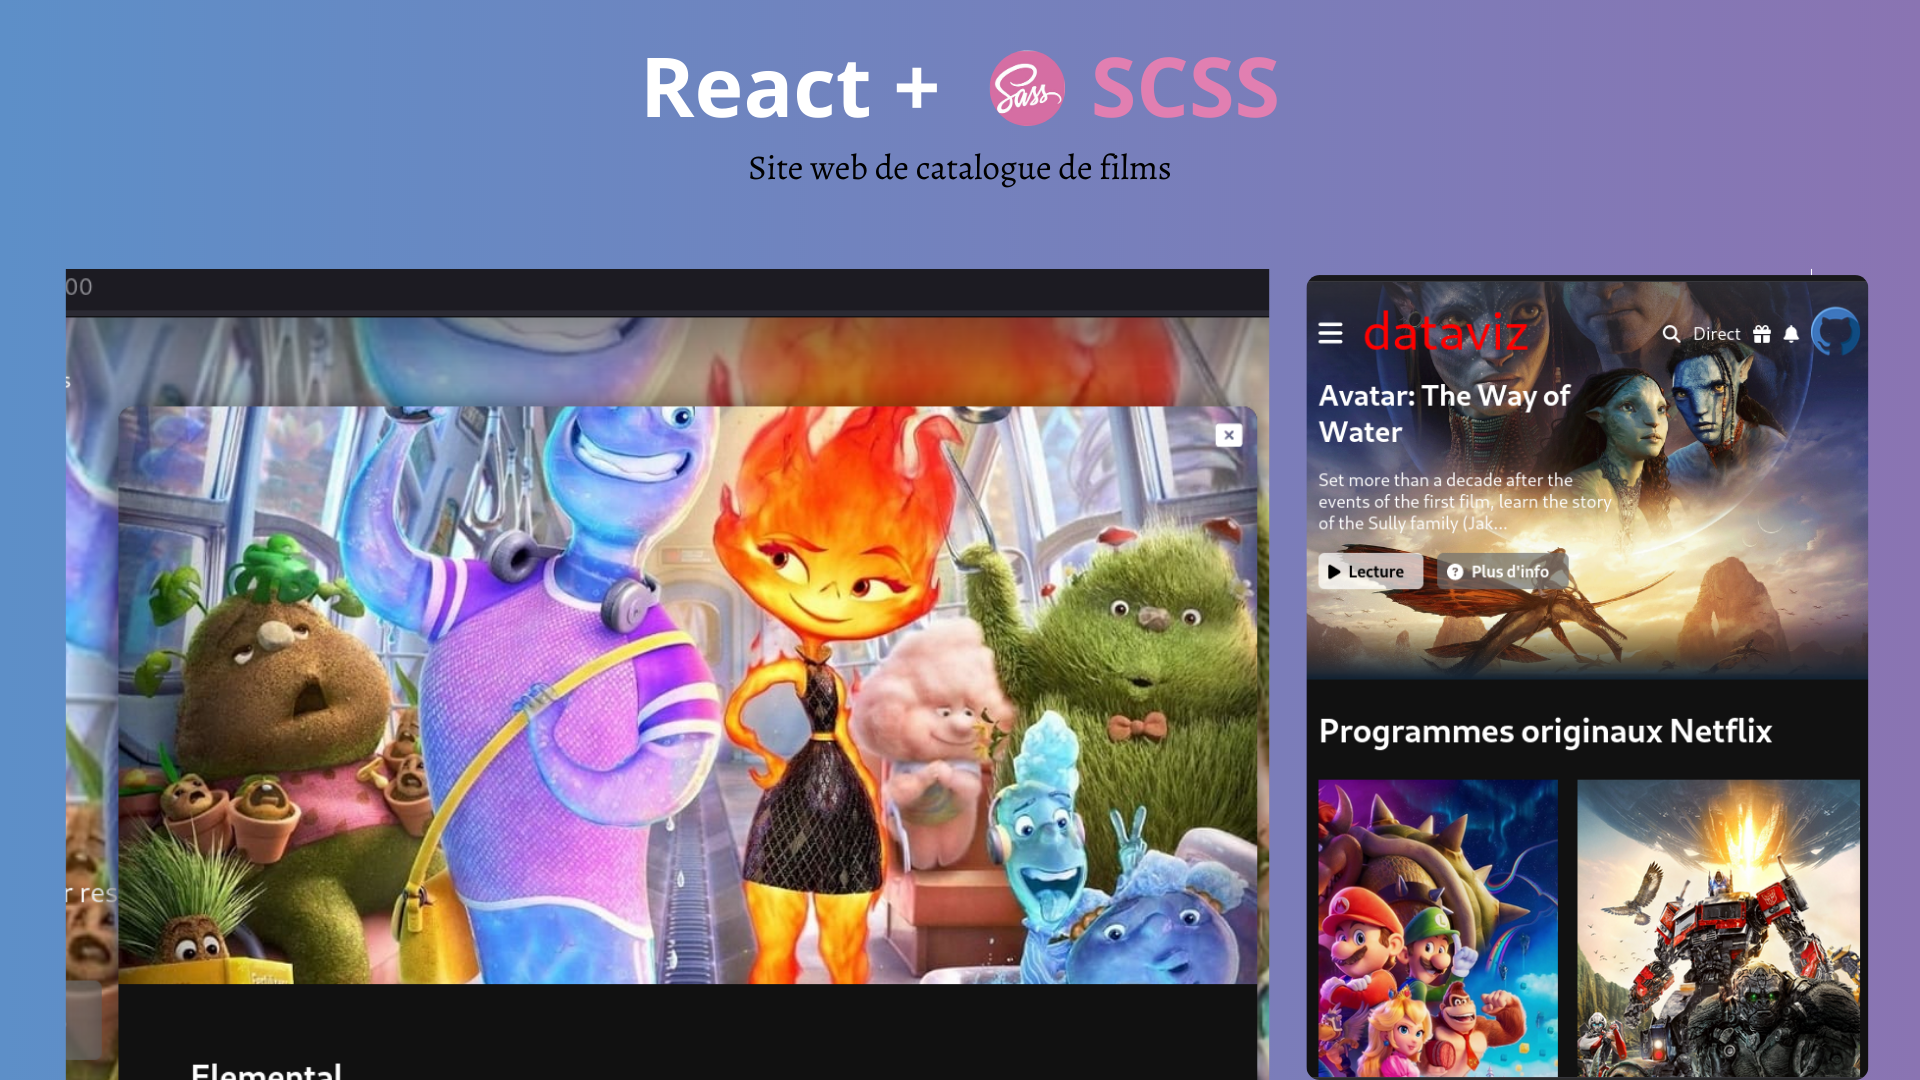 React + Sass SCSS
Site web de catalogue de films
00
s
r res
Elemental
dataviz
Direct
Avatar: The Way of
Water
Set more than a decade after the
events of the first film, learn the story
of the Sully family (Jak...
Lecture
Plus d'info
Programmes originaux Netflix